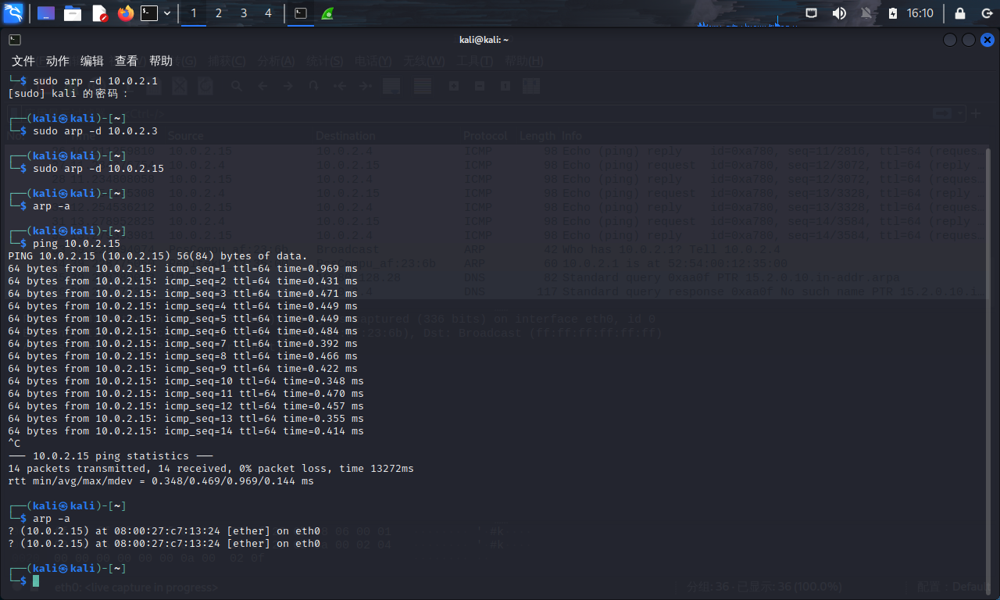 1 2 3 4 16:10
kali@kali: ~
文件 动作 编辑 查看 帮助
└─$ sudo arp -d 10.0.2.1
[sudo] kali 的密码：
┌──(kali㉿kali)-[~]
└─$ sudo arp -d 10.0.2.3
┌──(kali㉿kali)-[~]
└─$ sudo arp -d 10.0.2.15
┌──(kali㉿kali)-[~]
└─$ arp -a
┌──(kali㉿kali)-[~]
└─$ ping 10.0.2.15
PING 10.0.2.15 (10.0.2.15) 56(84) bytes of data.
64 bytes from 10.0.2.15: icmp_seq=1 ttl=64 time=0.969 ms
64 bytes from 10.0.2.15: icmp_seq=2 ttl=64 time=0.431 ms
64 bytes from 10.0.2.15: icmp_seq=3 ttl=64 time=0.471 ms
64 bytes from 10.0.2.15: icmp_seq=4 ttl=64 time=0.449 ms
64 bytes from 10.0.2.15: icmp_seq=5 ttl=64 time=0.449 ms
64 bytes from 10.0.2.15: icmp_seq=6 ttl=64 time=0.484 ms
64 bytes from 10.0.2.15: icmp_seq=7 ttl=64 time=0.392 ms
64 bytes from 10.0.2.15: icmp_seq=8 ttl=64 time=0.466 ms
64 bytes from 10.0.2.15: icmp_seq=9 ttl=64 time=0.422 ms
64 bytes from 10.0.2.15: icmp_seq=10 ttl=64 time=0.348 ms
64 bytes from 10.0.2.15: icmp_seq=11 ttl=64 time=0.470 ms
64 bytes from 10.0.2.15: icmp_seq=12 ttl=64 time=0.457 ms
64 bytes from 10.0.2.15: icmp_seq=13 ttl=64 time=0.355 ms
64 bytes from 10.0.2.15: icmp_seq=14 ttl=64 time=0.414 ms
^C
--- 10.0.2.15 ping statistics ---
14 packets transmitted, 14 received, 0% packet loss, time 13272ms
rtt min/avg/max/mdev = 0.348/0.469/0.969/0.144 ms
┌──(kali㉿kali)-[~]
└─$ arp -a
? (10.0.2.15) at 08:00:27:c7:13:24 [ether] on eth0
? (10.0.2.15) at 08:00:27:c7:13:24 [ether] on eth0
┌──(kali㉿kali)-[~]
└─$
eth0: <live capture in progress> 分组: 36 · 已显示: 36 (100.0%) 配置：Default